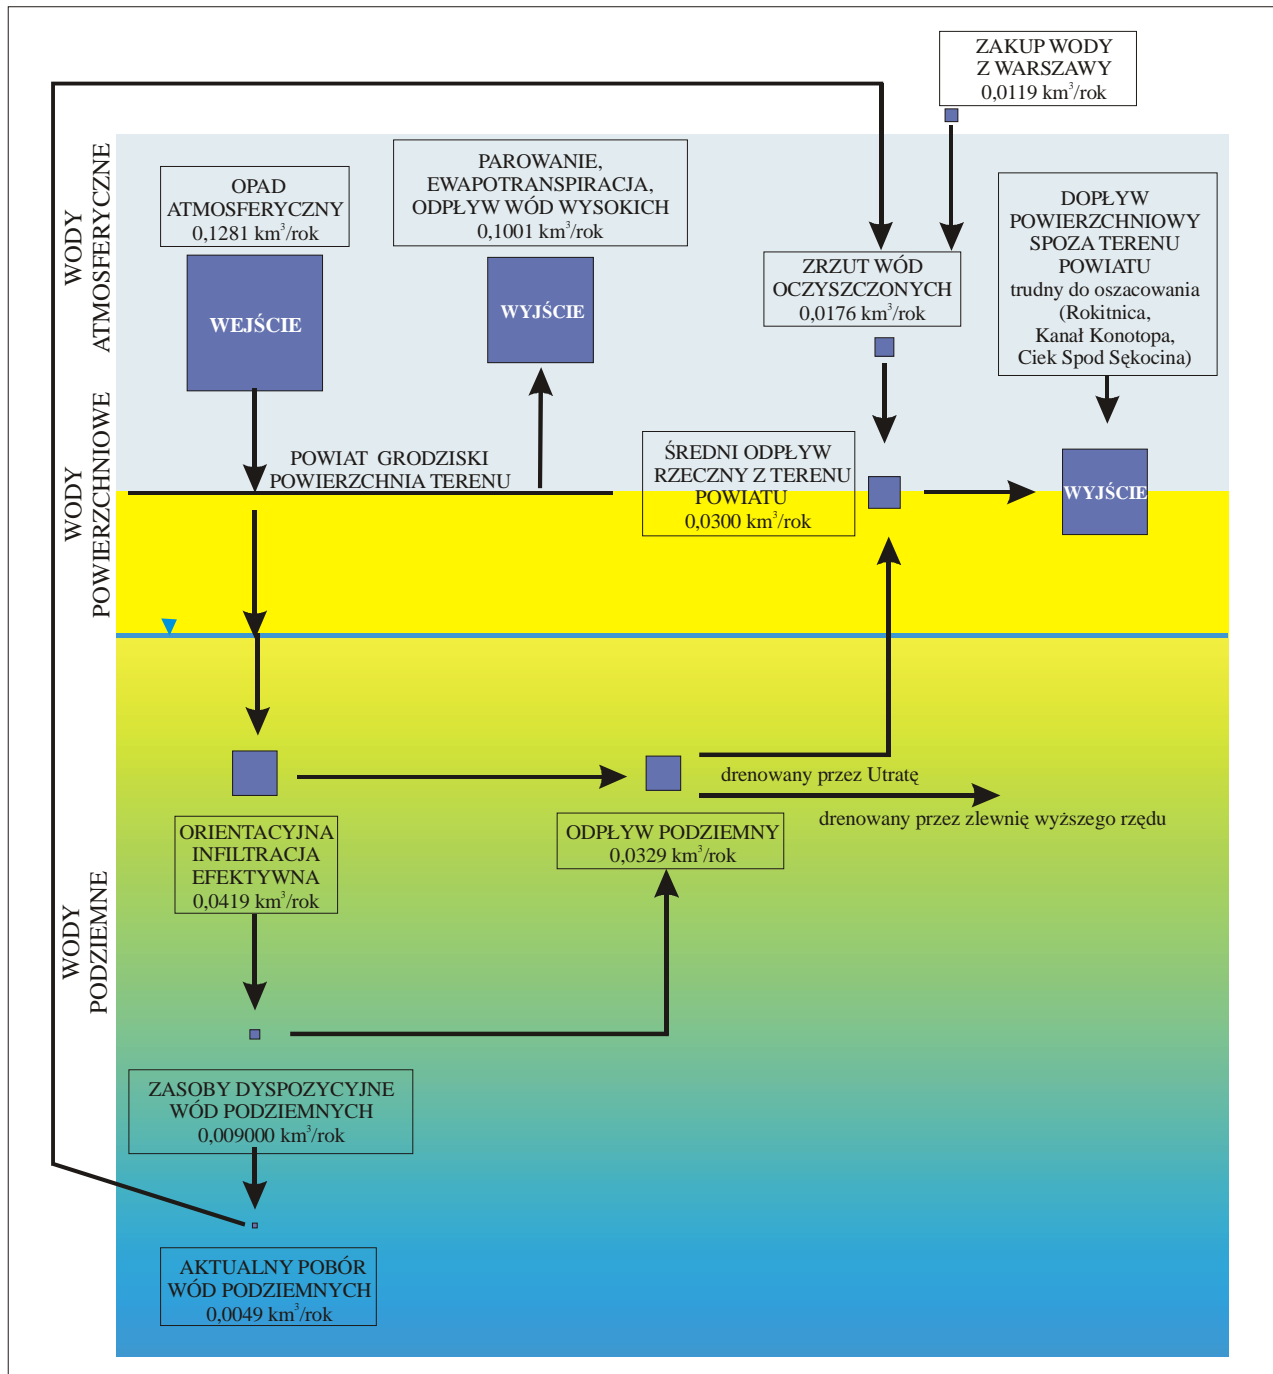 ZAKUP WODY
Z WARSZAWY
0,0119 km³/rok
WODY
ATMOSFERYCZNE
OPAD
ATMOSFERYCZNY
0,1281 km³/rok
WEJŚCIE
PAROWANIE,
EWAPOTRANSPIRACJA,
ODPŁYW WÓD WYSOKICH
0,1001 km³/rok
WYJŚCIE
ZRZUT WÓD
OCZYSZCZONYCH
0,0176 km³/rok
DOPŁYW
POWIERZCHNIOWY
SPOZA TERENU
POWIATU
trudny do oszacowania
(Rokitnica,
Kanał Konotopa,
Ciek Spod Sękocina)
WODY
POWIERZCHNIOWE
POWIAT GRODZISKI
POWIERZCHNIA TERENU
ŚREDNI ODPŁYW
RZECZNY Z TERENU
POWIATU
0,0300 km³/rok
WYJŚCIE
WODY
PODZIEMNE
drenowany przez Utratę
drenowany przez zlewnię wyższego rzędu
ORIENTACYJNA
INFILTRACJA
EFEKTYWNA
0,0419 km³/rok
ODPŁYW PODZIEMNY
0,0329 km³/rok
ZASOBY DYSPOZYCYJNE
WÓD PODZIEMNYCH
0,009000 km³/rok
AKTUALNY POBÓR
WÓD PODZIEMNYCH
0,0049 km³/rok